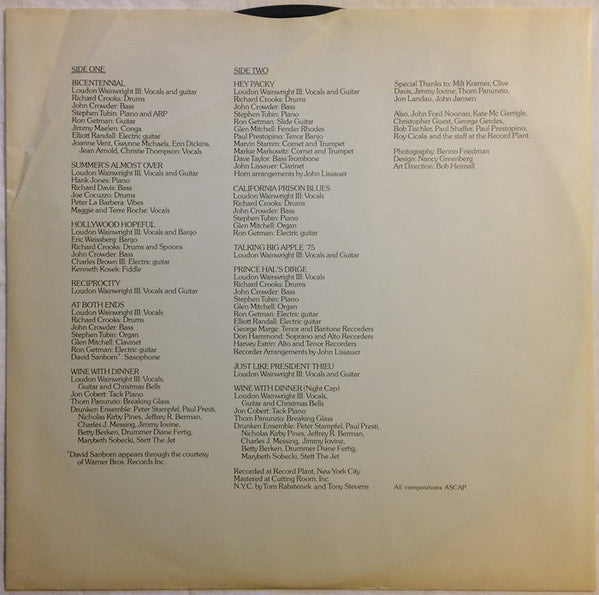 SIDE ONE
BICENTENNIAL
Loudon Wainwright III: Vocals and guitar
Richard Crooks: Drums
John Crowder: Bass
Stephen Tubin: Piano and ARP
Ron Getman: Guitar
Jimmy Maelen: Conga
Elliott Randall: Electric guitar
Joanne Vent, Gwynne Michaels, Erin Dickins,
Jean Arnold, Christie Thompson: Vocals
SUMMER'S ALMOST OVER
Loudon Wainwright III: Vocals and Guitar
Hank Jones: Piano
Richard Davis: Bass
Joe Cocuzzo: Drums
Peter La Barbera: Vibes
Maggie and Terre Roche: Vocals
HOLLYWOOD HOPEFUL
Loudon Wainwright III: Vocals and Banjo
Eric Weissberg: Banjo
Richard Crooks: Drums and Spoons
John Crowder: Bass
Charles Brown III: Electric guitar
Kenneth Kosek: Fiddle
RECIPROCITY
Loudon Wainwright III: Vocals and Guitar
AT BOTH ENDS
Loudon Wainwright III: Vocals
Richard Crooks: Drums
John Crowder: Bass
Stephen Tubin: Organ
Glen Mitchell: Clavinet
Ron Getman: Electric guitar
David Sanborn*: Saxophone
WINE WITH DINNER
Loudon Wainwright III: Vocals,
Guitar and Christmas Bells
Jon Cobert: Tack Piano
Thom Panunzio: Breaking Glass
Drunken Ensemble: Peter Stampfel, Paul Presti,
Nicholas Kirby Pines, Jeffrey R. Berman,
Charles J. Messing, Jimmy Iovine,
Betty Berken, Drummer Diane Fertig,
Marybeth Sobecki, Stett The Jet
*David Sanborn appears through the courtesy
of Warner Bros. Records Inc.
SIDE TWO
HEY PACKY
Loudon Wainwright III: Vocals and Guitar
Richard Crooks: Drums
John Crowder: Bass
Stephen Tubin: Piano
Ron Getman: Slide Guitar
Glen Mitchell: Fender Rhodes
Paul Prestopino: Tenor Banjo
Marvin Stamm: Cornet and Trumpet
Markie Markowitz: Cornet and Trumpet
Dave Taylor: Bass Trombone
John Lissauer: Clarinet
Horn arrangements by John Lissauer
CALIFORNIA PRISON BLUES
Loudon Wainwright III: Vocals
Richard Crooks: Drums
John Crowder: Bass
Stephen Tubin: Piano
Glen Mitchell: Organ
Ron Getman: Electric guitar
TALKING BIG APPLE '75
Loudon Wainwright III: Vocals and Guitar
PRINCE HAL'S DIRGE
Loudon Wainwright III: Vocals
Richard Crooks: Drums
John Crowder: Bass
Stephen Tubin: Piano
Glen Mitchell: Organ
Ron Getman: Electric guitar
Elliott Randall: Electric guitar
George Marge: Tenor and Baritone Recorders
Don Hammond: Soprano and Alto Recorders
Harvey Estrin: Alto and Tenor Recorders
Recorder Arrangements by John Lissauer
JUST LIKE PRESIDENT THIEU
Loudon Wainwright III: Vocals and Guitar
WINE WITH DINNER (Night Cap)
Loudon Wainwright III: Vocals,
Guitar and Christmas Bells
Jon Cobert: Tack Piano
Thom Panunzio: Breaking Glass
Drunken Ensemble: Peter Stampfel, Paul Presti,
Nicholas Kirby Pines, Jeffrey R. Berman,
Charles J. Messing, Jimmy Iovine,
Betty Berken, Drummer Diane Fertig,
Marybeth Sobecki, Stett The Jet
Recorded at Record Plant, New York City
Mastered at Cutting Room, Inc.
N.Y.C. by Tom Rabstenek and Tony Stevens
Special Thanks to: Milt Kramer, Clive
Davis, Jimmy Iovine, Thom Panunzio,
Jon Landau, John Jansen.
Also, John Ford Noonan, Kate Mc Garrigle,
Christopher Guest, George Gerdes,
Bob Tischler, Paul Shaffer, Paul Prestopino,
Roy Cicala and the staff at the Record Plant.
Photography: Benno Friedman
Design: Nancy Greenberg
Art Direction: Bob Heimall
All compositions. ASCAP.